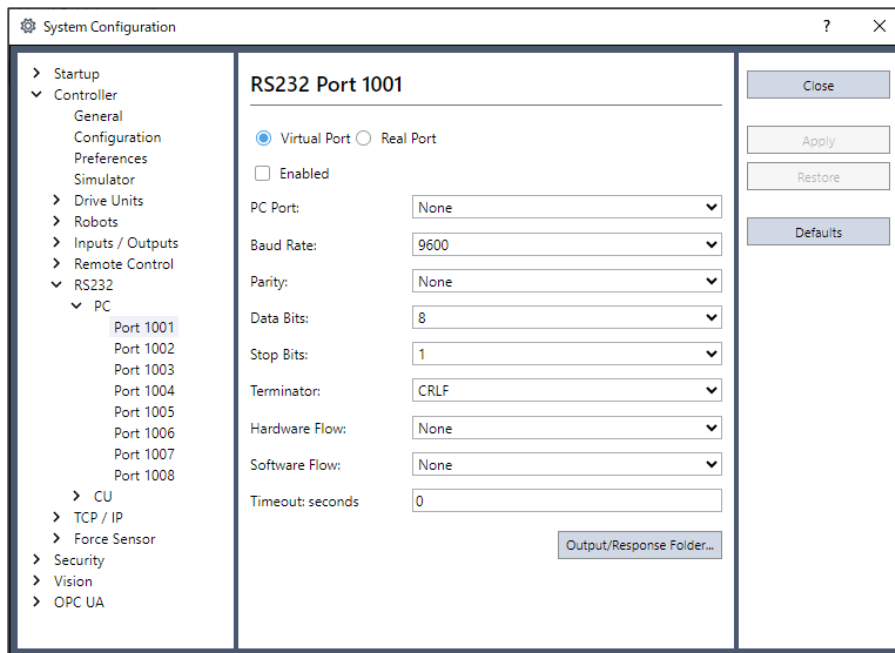 System Configuration
?
Startup
Controller
General
Configuration
Preferences
Simulator
Drive Units
Robots
Inputs / Outputs
Remote Control
RS232
PC
Port 1001
Port 1002
Port 1003
Port 1004
Port 1005
Port 1006
Port 1007
Port 1008
CU
TCP / IP
Force Sensor
Security
Vision
OPC UA
RS232 Port 1001
Virtual Port Real Port
Enabled
PC Port: None
Baud Rate: 9600
Parity: None
Data Bits: 8
Stop Bits: 1
Terminator: CRLF
Hardware Flow: None
Software Flow: None
Timeout: seconds 0
Output/Response Folder...
Close
Apply
Restore
Defaults